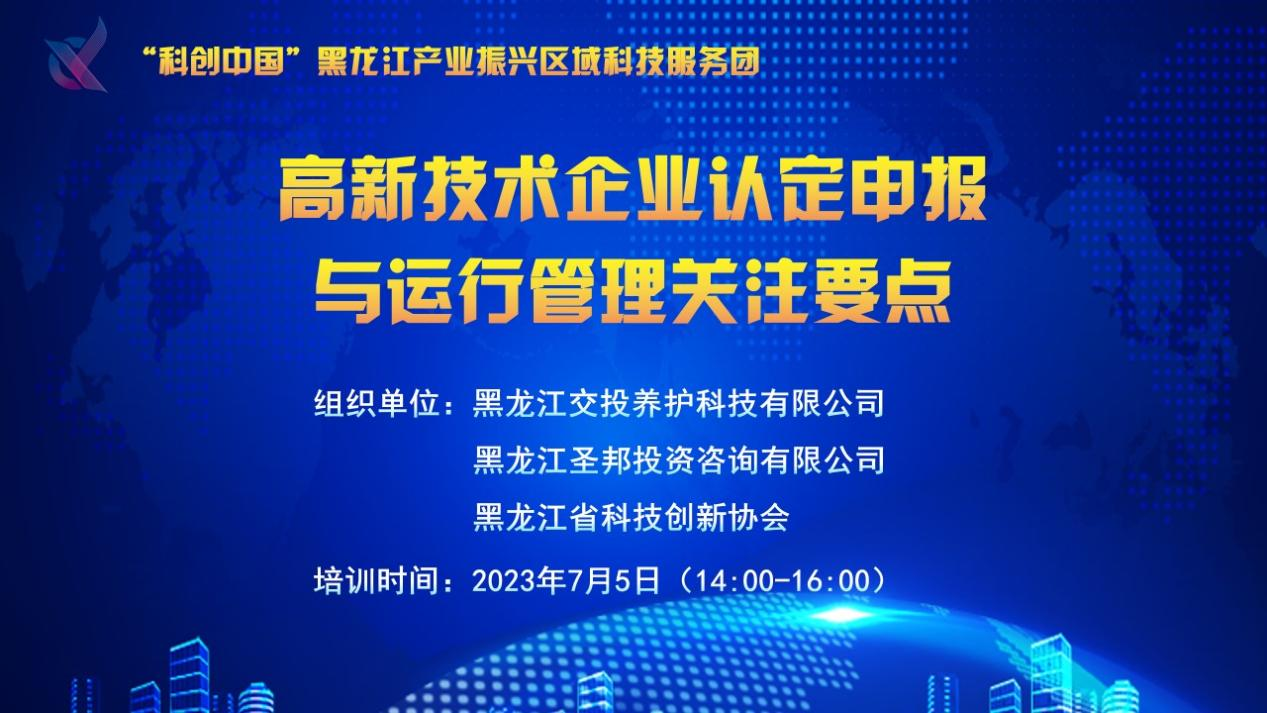 “科创中国”黑龙江产业振兴区域科技服务团
高新技术企业认定申报
与运行管理关注要点
组织单位：黑龙江交投养护科技有限公司
黑龙江圣邦投资咨询有限公司
黑龙江省科技创新协会
培训时间：2023年7月5日（14:00-16:00）